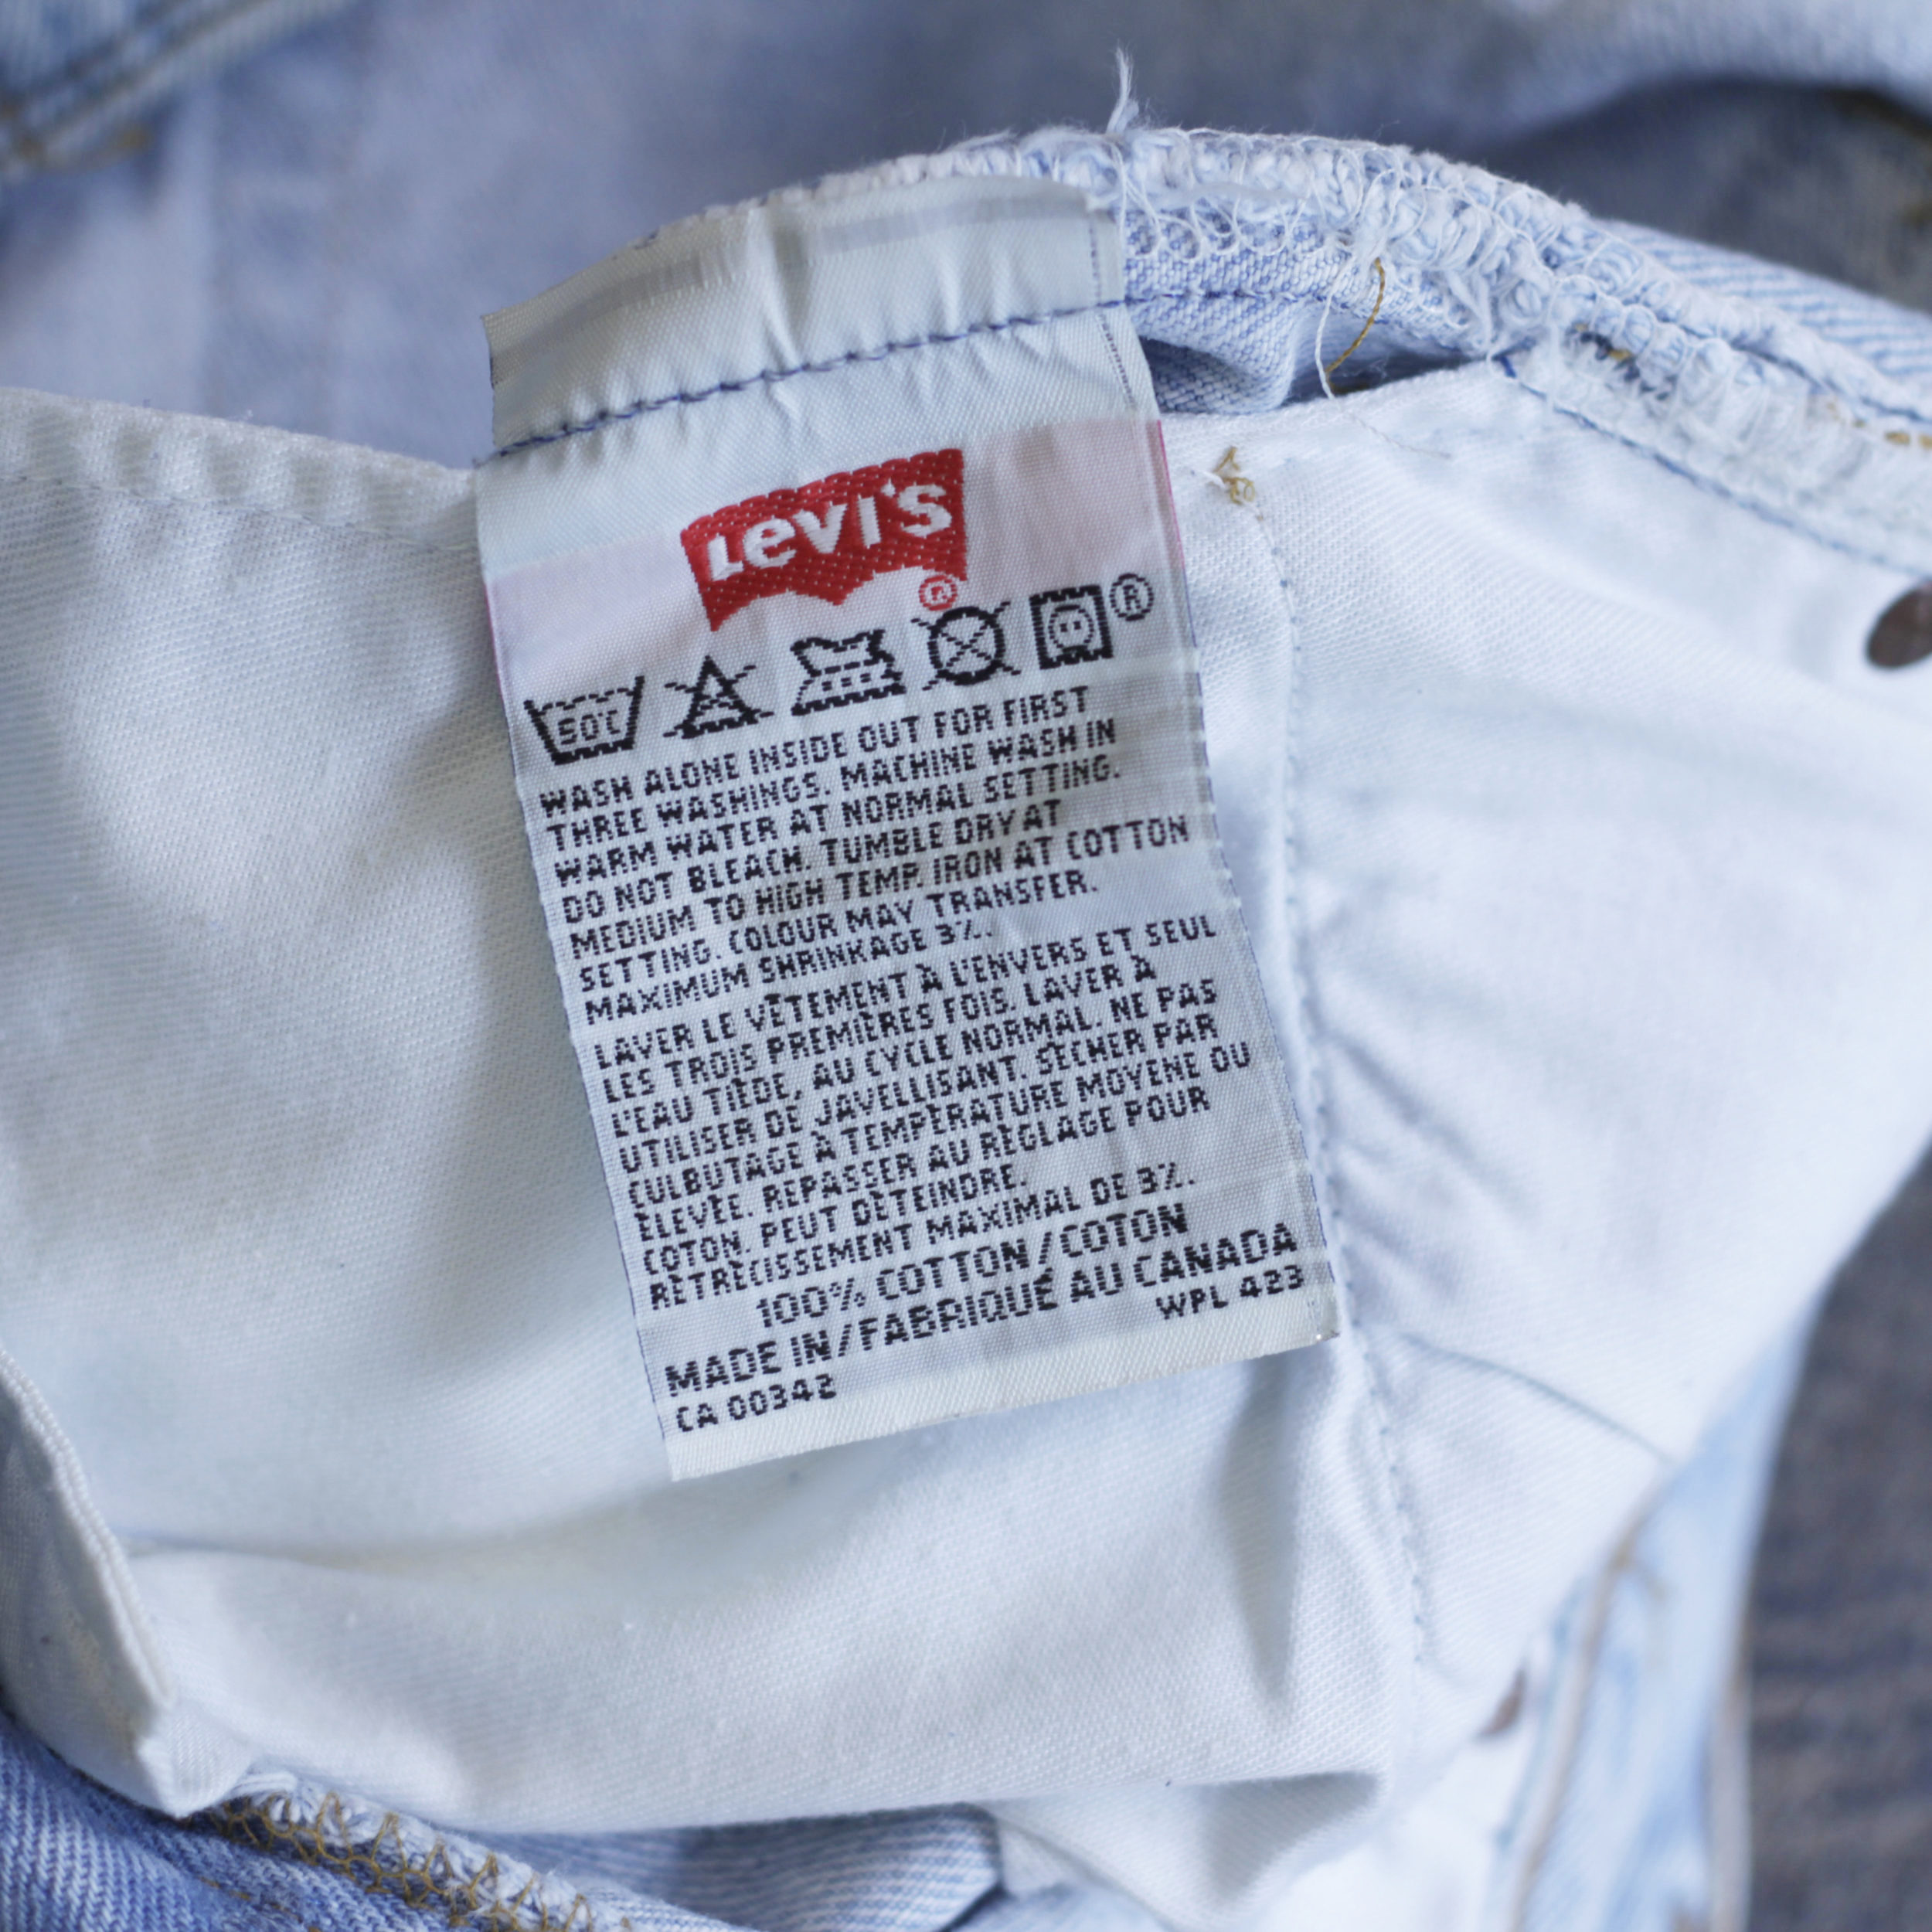 Levi's
®
®
50°C
WASH ALONE INSIDE OUT FOR FIRST
THREE WASHINGS. MACHINE WASH IN
WARM WATER AT NORMAL SETTING.
DO NOT BLEACH. TUMBLE DRY AT
MEDIUM TO HIGH TEMP. IRON AT COTTON
SETTING. COLOUR MAY TRANSFER.
MAXIMUM SHRINKAGE 3%.
LAVER LE VÊTEMENT À L'ENVERS ET SEUL
LES TROIS PREMIÈRES FOIS. LAVER À
L'EAU TIÈDE, AU CYCLE NORMAL. NE PAS
UTILISER DE JAVELLISANT. SÉCHER PAR
CULBUTAGE À TEMPÉRATURE MOYENE OU
ÉLEVÉE. REPASSER AU RÉGLAGE POUR
COTON. PEUT DÉTEINDRE.
RÉTRÉCISSEMENT MAXIMAL DE 3%.
100% COTTON/COTON
MADE IN/FABRIQUÉ AU CANADA
CA 00342 WPL 423